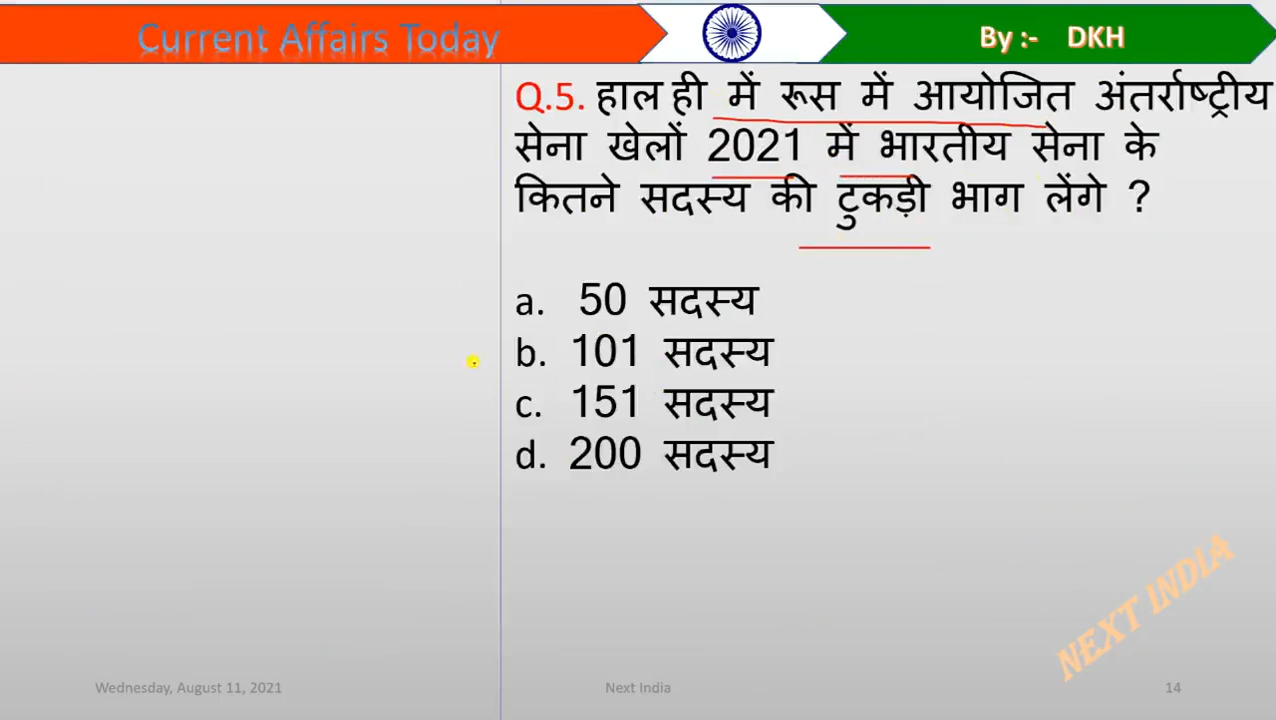 Current Affairs Today
By :- DKH
Q.5. हाल ही में रूस में आयोजित अंतर्राष्ट्रीय
सेना खेलों 2021 में भारतीय सेना के
कितने सदस्य की टुकड़ी भाग लेंगे ?
a. 50 सदस्य
b. 101 सदस्य
c. 151 सदस्य
d. 200 सदस्य
NEXT INDIA
Wednesday, August 11, 2021
Next India
14